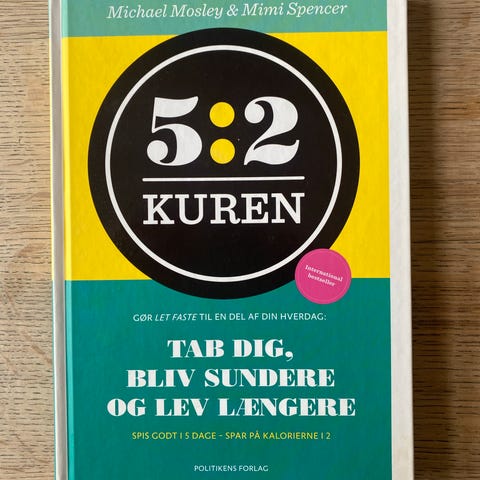 Michael Mosley & Mimi Spencer
5:2
KUREN
International
bestseller
GØR LET FASTE TIL EN DEL AF DIN HVERDAG:
TAB DIG,
BLIV SUNDERE
OG LEV LÆNGERE
SPIS GODT I 5 DAGE – SPAR PÅ KALORIERNE I 2
POLITIKENS FORLAG